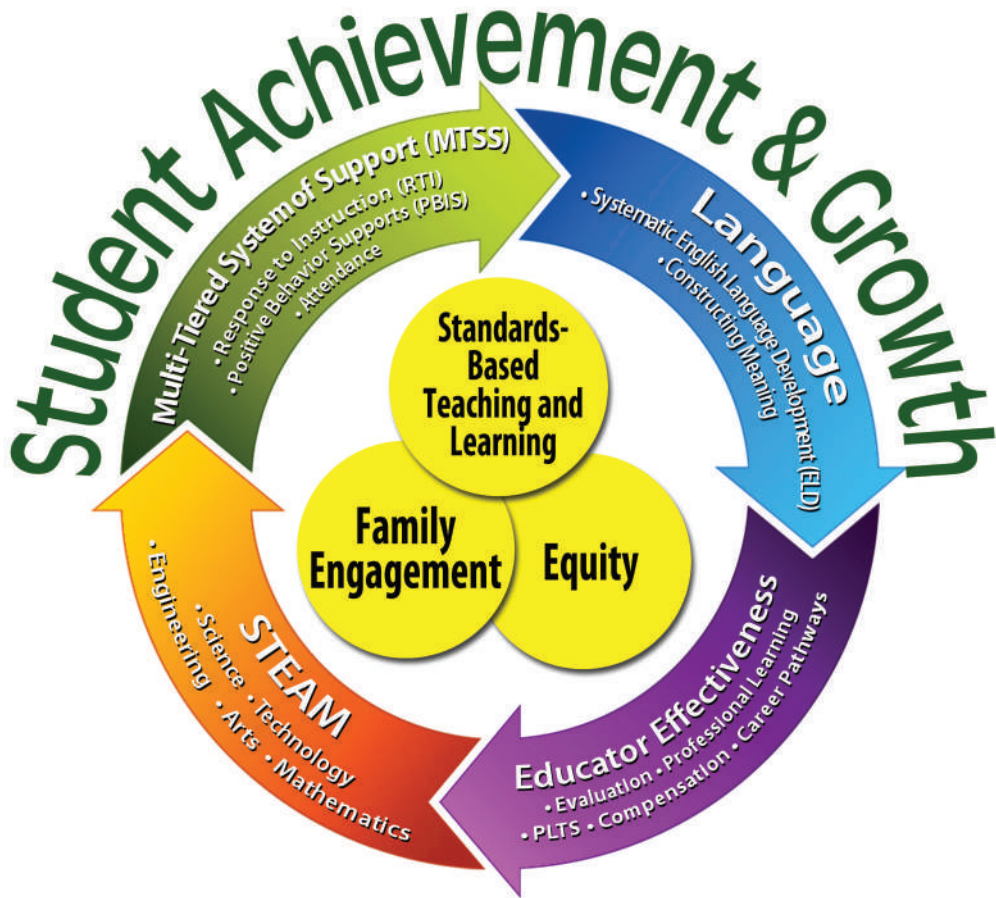 Student Achievement & Growth
Multi-Tiered System of Support (MTSS)
• Response to Instruction (RTI)
• Positive Behavior Supports (PBIS)
• Attendance
Language
• Systematic English Language Development (ELD)
• Constructing Meaning
Educator Effectiveness
• Evaluation • Professional Learning
• PLTS • Compensation • Career Pathways
STEAM
• Science • Technology
• Engineering • Arts • Mathematics
Standards-
Based
Teaching and
Learning
Family
Engagement
Equity